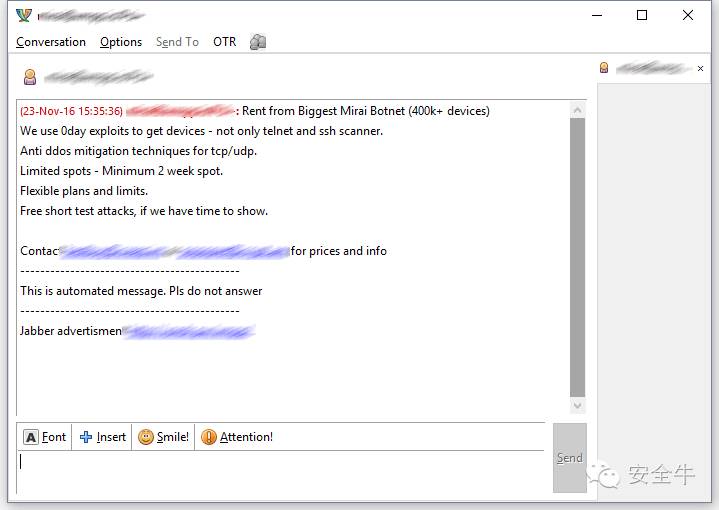 Conversation Options Send To OTR
(23-Nov-16 15:35:36) : Rent from Biggest Mirai Botnet (400k+ devices)
We use 0day exploits to get devices - not only telnet and ssh scanner.
Anti ddos mitigation techniques for tcp/udp.
Limited spots - Minimum 2 week spot.
Flexible plans and limits.
Free short test attacks, if we have time to show.
Contact for prices and info
-------------------------------------------
This is automated message. Pls do not answer
-------------------------------------------
Jabber advertismen
A Font Insert Smile! Attention!
Send
安全牛